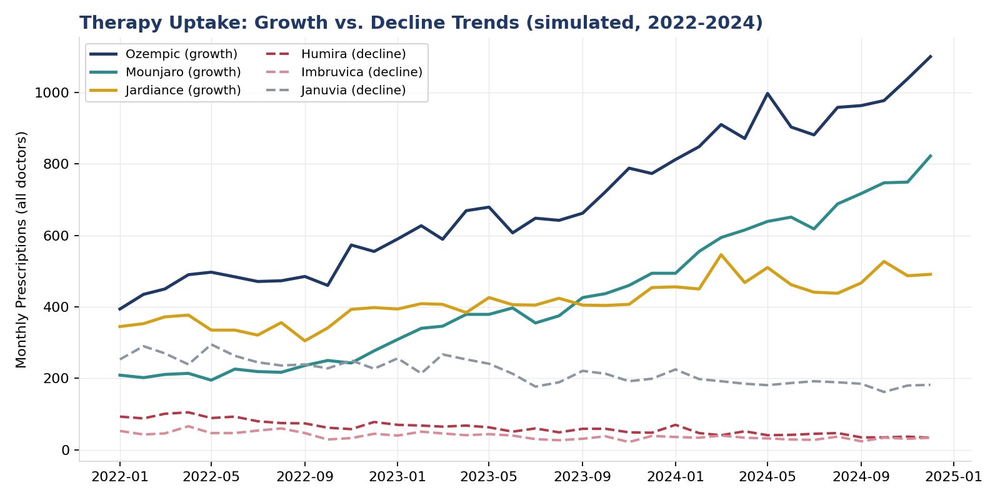 Therapy Uptake: Growth vs. Decline Trends (simulated, 2022-2024)
Ozempic (growth)
Mounjaro (growth)
Jardiance (growth)
Humira (decline)
Imbruvica (decline)
Januvia (decline)
Monthly Prescriptions (all doctors)
1000
800
600
400
200
0
2022-01 2022-05 2022-09 2023-01 2023-05 2023-09 2024-01 2024-05 2024-09 2025-01